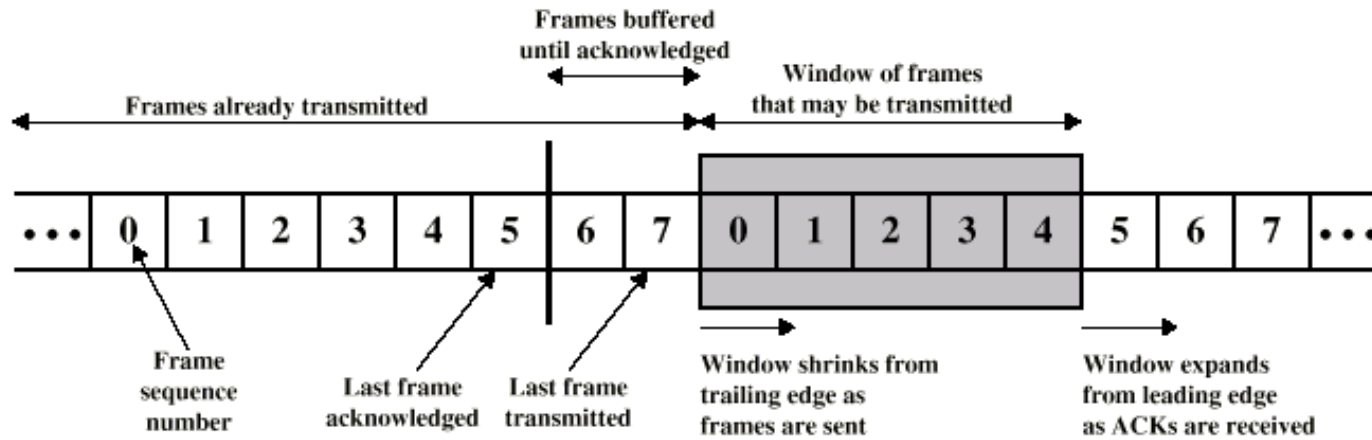 Frames buffered
until acknowledged
Window of frames
that may be transmitted
Frames already transmitted
••• 0 1 2 3 4 5 6 7 0 1 2 3 4 5 6 7 •••
Frame
sequence
number
Last frame
acknowledged
Last frame
transmitted
Window shrinks from
trailing edge as
frames are sent
Window expands
from leading edge
as ACKs are received